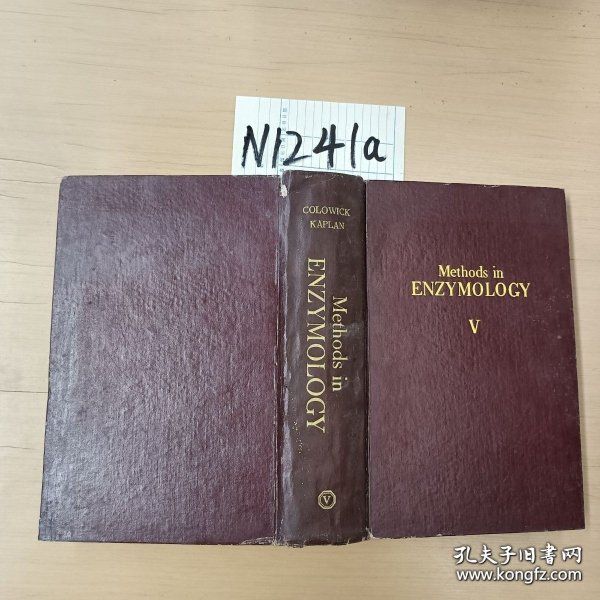 N1241a
COLOWICK
KAPLAN
Methods in
ENZYMOLOGY
V
Methods in
ENZYMOLOGY
V
孔夫子旧书网
www.kongfz.com